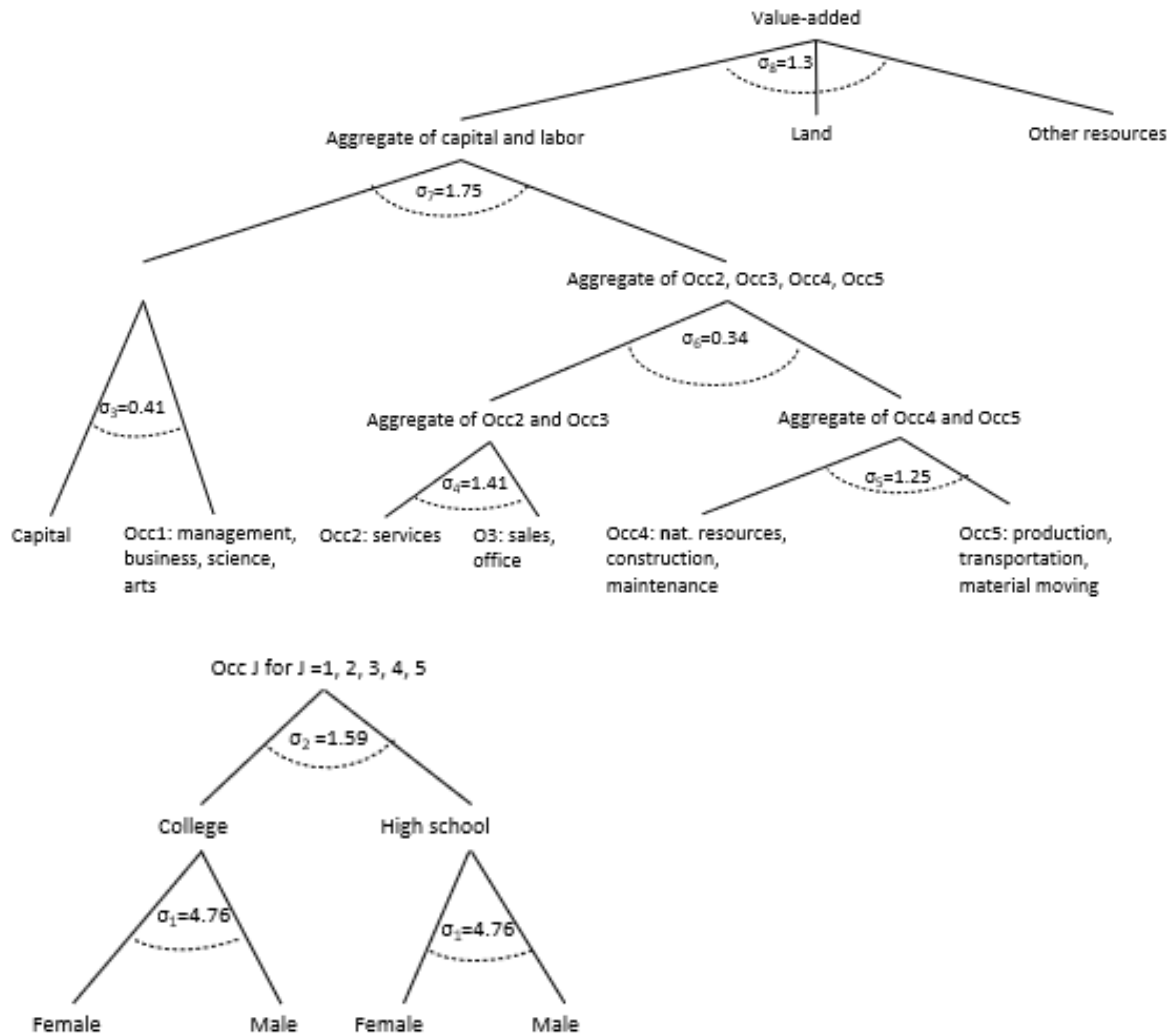 Value-added
σ8=1.3
Aggregate of capital and labor
Land
Other resources
σ7=1.75
Aggregate of Occ2, Occ3, Occ4, Occ5
σ6=0.34
σ3=0.41
Aggregate of Occ2 and Occ3
Aggregate of Occ4 and Occ5
σ4=1.41
σ5=1.25
Capital
Occ1: management,
business, science,
arts
Occ2: services
O3: sales,
office
Occ4: nat. resources,
construction,
maintenance
Occ5: production,
transportation,
material moving
Occ J for J =1, 2, 3, 4, 5
σ2 =1.59
College
High school
σ1=4.76
σ1=4.76
Female
Male
Female
Male